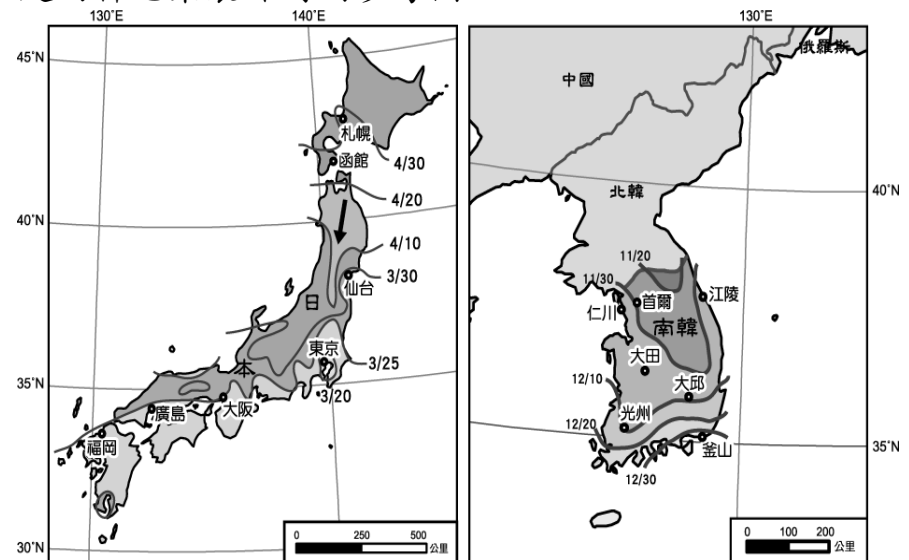 130°E
140°E
45°N
40°N
35°N
30°N
札幌
函館
4/30
4/20
4/10
3/30
仙台
日
本
東京
3/25
3/20
大阪
廣島
福岡
0 250 500
公里
130°E
40°N
35°N
俄羅斯
中國
北韓
11/20
11/30
首爾
江陵
仁川
南韓
大田
12/10
大邱
12/20
光州
釜山
12/30
0 100 200
公里